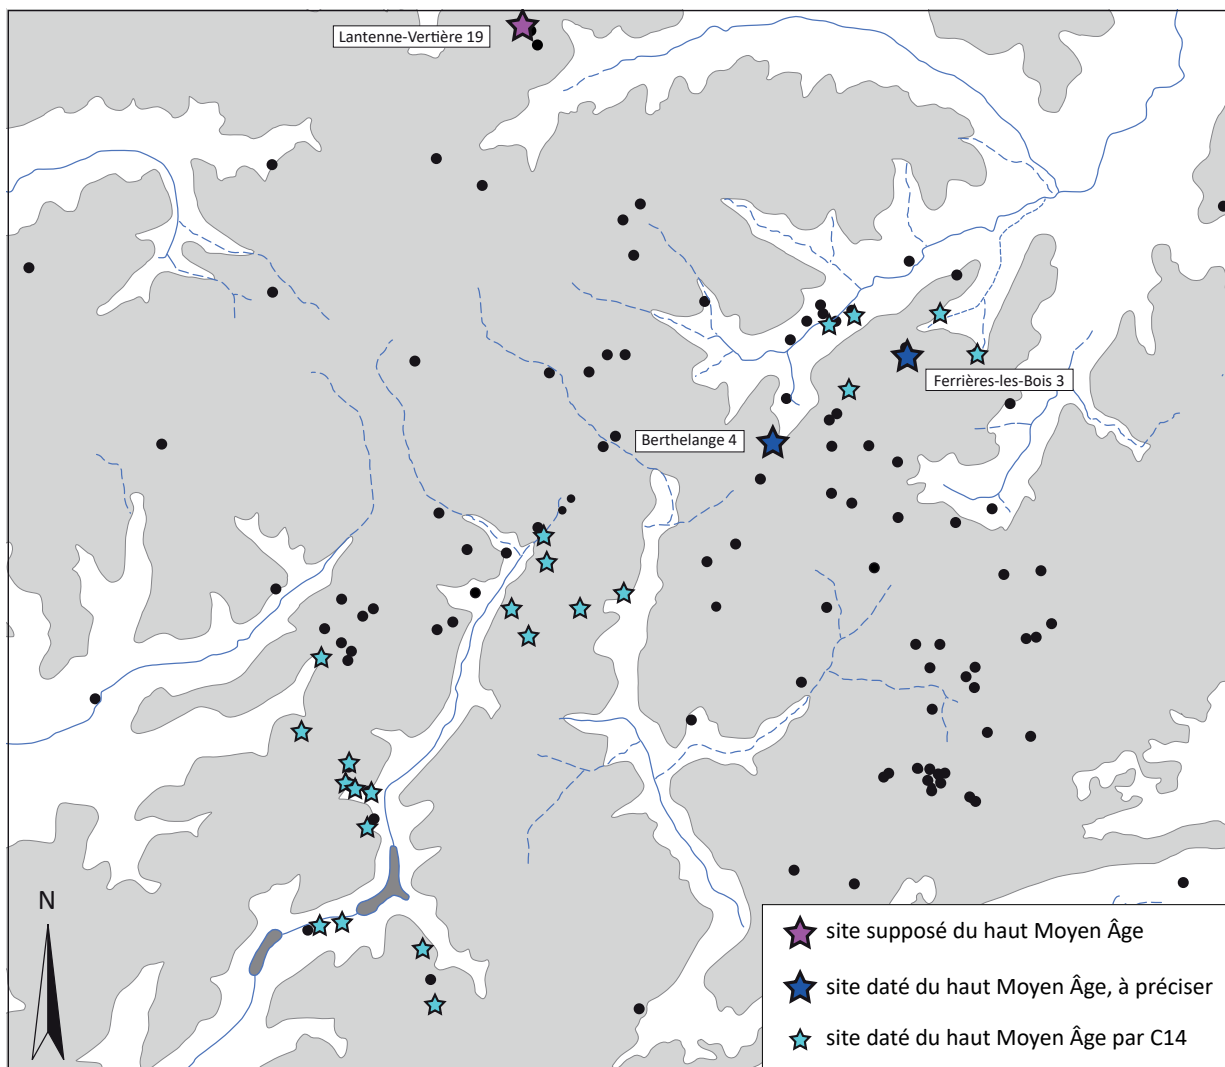 Lantenne-Vertière 19
Ferrières-les-Bois 3
Berthelange 4
N
site supposé du haut Moyen Âge
site daté du haut Moyen Âge, à préciser
site daté du haut Moyen Âge par C14